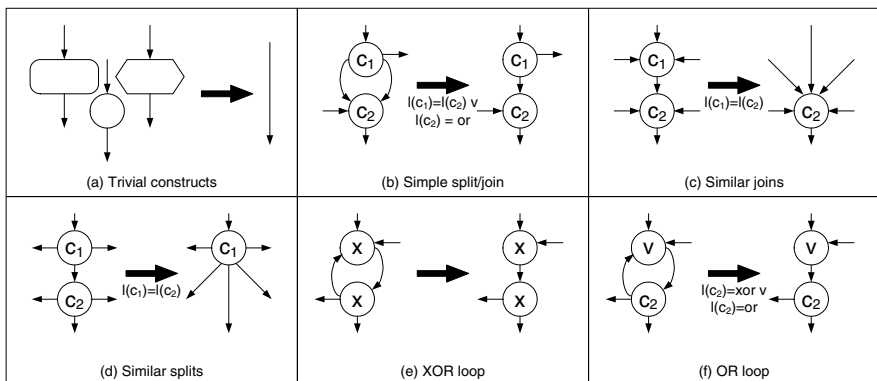 C1
C2
l(c1)=l(c2) v
l(c2) = or
C1
C2
C1
C2
l(c1)=l(c2)
C2
(a) Trivial constructs
(b) Simple split/join
(c) Similar joins
C1
C2
l(c1)=l(c2)
C1
X
X
X
X
V
C2
l(c2)=xor v
l(c2)=or
V
C2
(d) Similar splits
(e) XOR loop
(f) OR loop